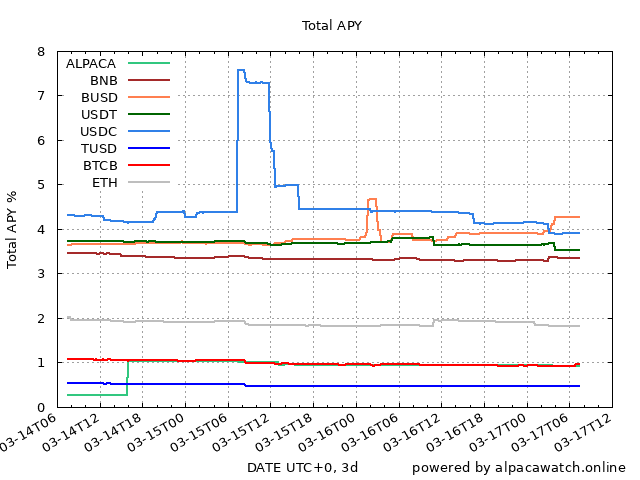 Total APY
8
7
6
5
4
3
2
1
0
Total APY %
ALPACA
BNB
BUSD
USDT
USDC
TUSD
BTCB
ETH
03-14T06
03-14T12
03-14T18
03-15T00
03-15T06
03-15T12
03-15T18
03-16T00
03-16T06
03-16T12
03-16T18
03-17T00
03-17T06
03-17T12
DATE UTC+0, 3d
powered by alpacawatch.online